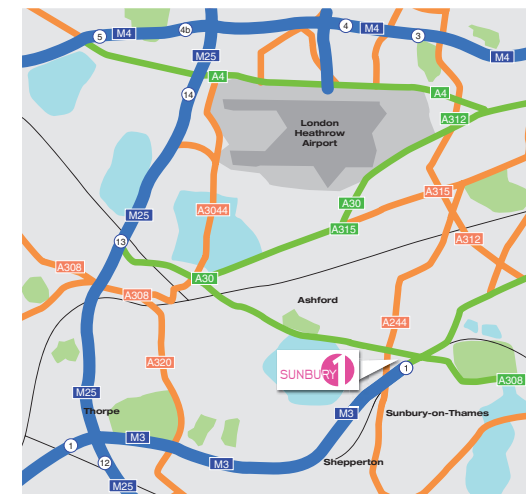 4
5
M4
4b
M4
3
M4
M25
A4
14
A4
A312
London
Heathrow
Airport
A315
A30
M25
A3044
A315
13
A312
A308
A30
A308
Ashford
A244
A320
SUNBURY 1
1
A308
M25
Thorpe
M3
Sunbury-on-Thames
1
M3
12
M3
Shepperton
M25